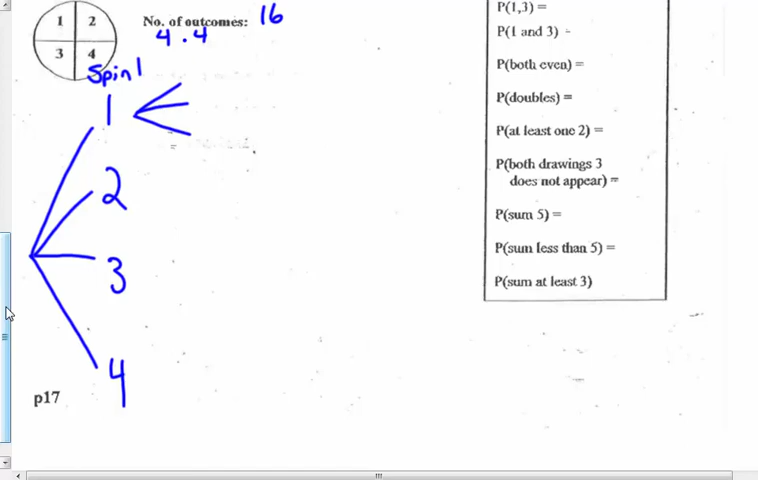 1 2
3 4
No. of outcomes: 16
4 . 4
Spin 1
1
2
3
4
p17
P(1,3) =
P(1 and 3) -
P(both even) =
P(doubles) =
P(at least one 2) =
P(both drawings 3
does not appear) =
P(sum 5) =
P(sum less than 5) =
P(sum at least 3)